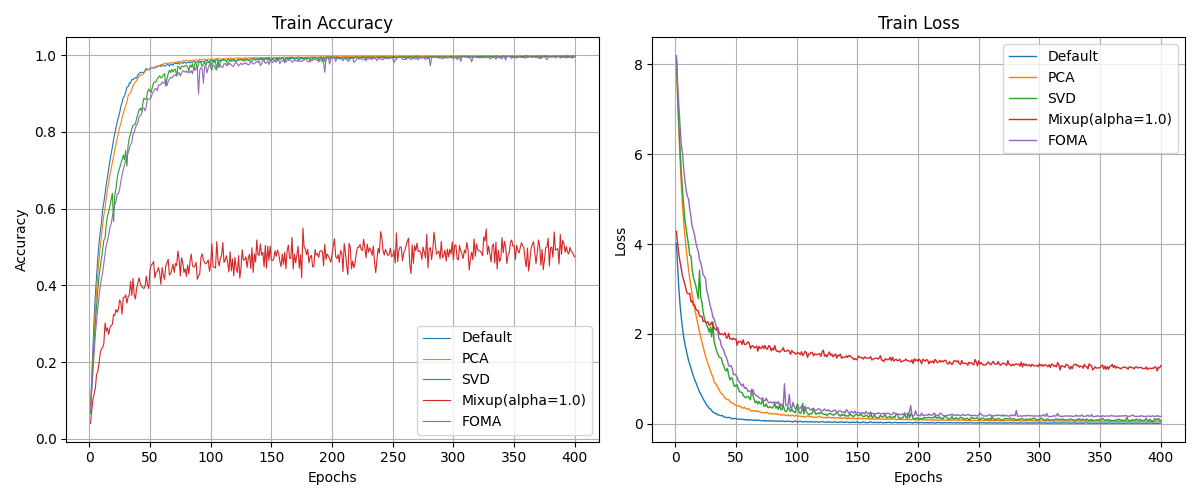 Train Accuracy
Accuracy
1.0
0.8
0.6
0.4
0.2
0.0
0 50 100 150 200 250 300 350 400
Epochs
Default
PCA
SVD
Mixup(alpha=1.0)
FOMA
Train Loss
Loss
8
6
4
2
0
0 50 100 150 200 250 300 350 400
Epochs
Default
PCA
SVD
Mixup(alpha=1.0)
FOMA